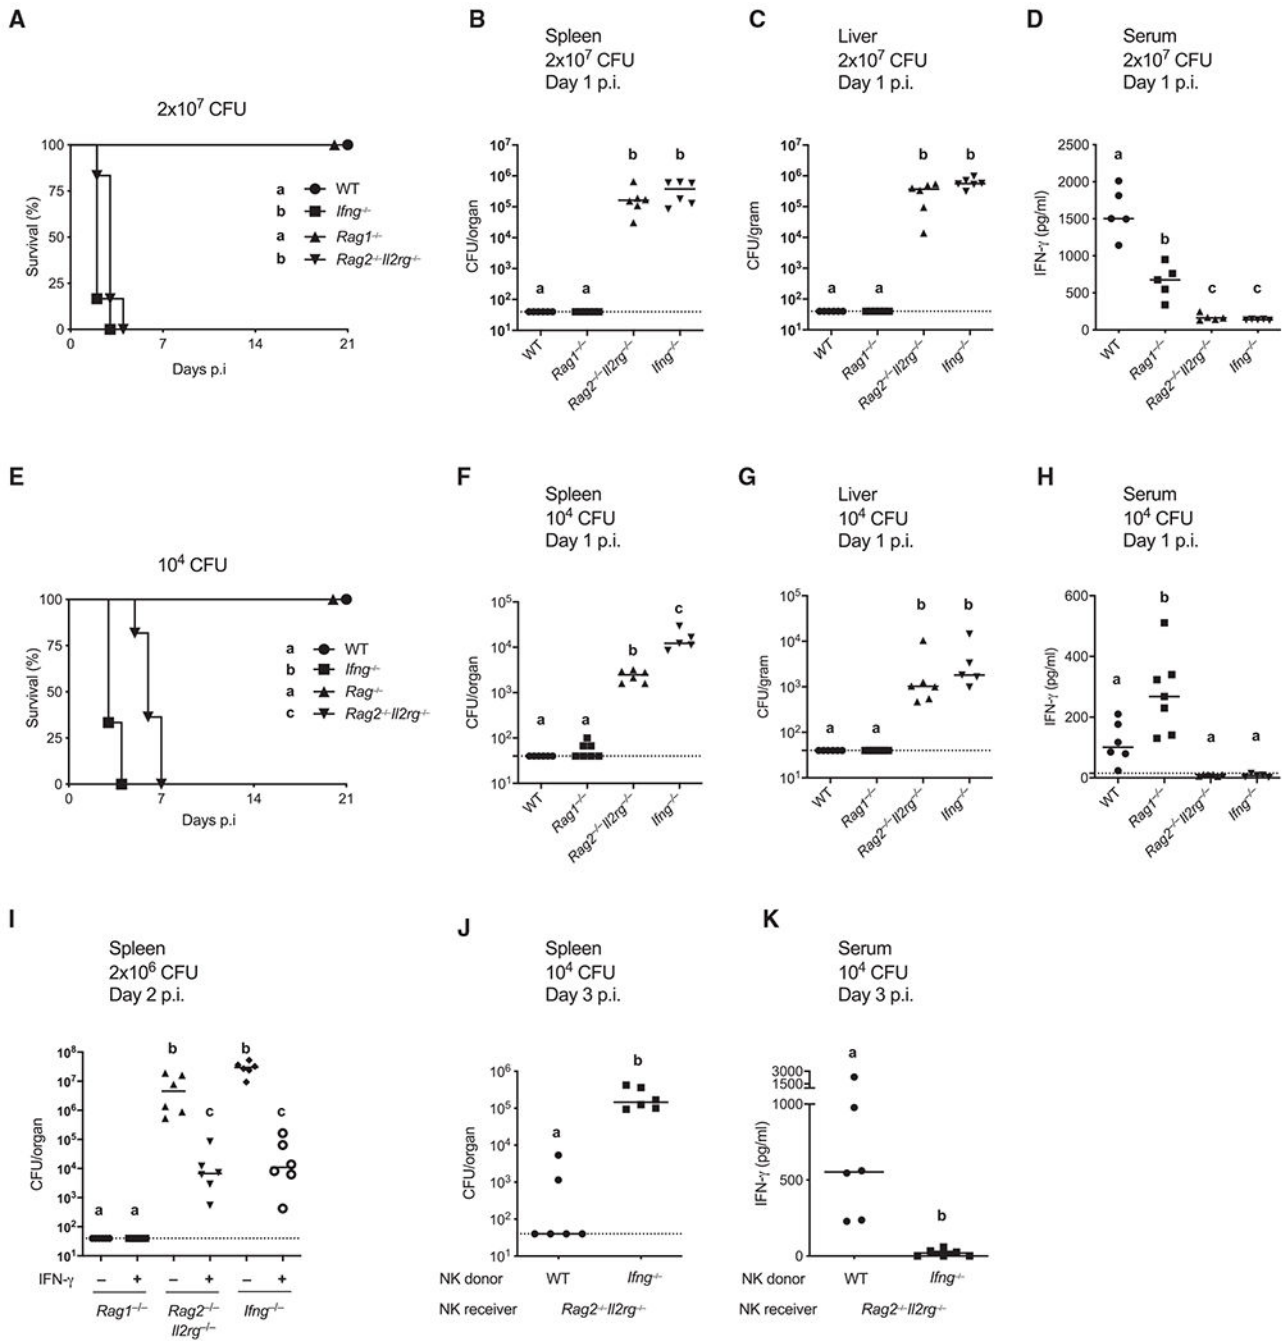 A
2x10⁷ CFU
Survival (%)
100
75
50
25
0
0 7 14 21
Days p.i
a WT
b Ifng⁻/⁻
a Rag1⁻/⁻
b Rag2⁻/⁻Il2rg⁻/⁻
B
Spleen
2x10⁷ CFU
Day 1 p.i.
CFU/organ
10⁷
10⁶
10⁵
10⁴
10³
10²
10¹
a a b b
WT Rag1⁻/⁻ Rag2⁻/⁻Il2rg⁻/⁻ Ifng⁻/⁻
C
Liver
2x10⁷ CFU
Day 1 p.i.
CFU/gram
10⁷
10⁶
10⁵
10⁴
10³
10²
10¹
a a b b
WT Rag1⁻/⁻ Rag2⁻/⁻Il2rg⁻/⁻ Ifng⁻/⁻
D
Serum
2x10⁷ CFU
Day 1 p.i.
IFN-γ (pg/ml)
2500
2000
1500
1000
500
0
a b c c
WT Rag1⁻/⁻ Rag2⁻/⁻Il2rg⁻/⁻ Ifng⁻/⁻
E
10⁴ CFU
Survival (%)
100
75
50
25
0
0 7 14 21
Days p.i
a WT
b Ifng⁻/⁻
a Rag⁻/⁻
c Rag2⁻/⁻Il2rg⁻/⁻
F
Spleen
10⁴ CFU
Day 1 p.i.
CFU/organ
10⁵
10⁴
10³
10²
10¹
a a b c
WT Rag1⁻/⁻ Rag2⁻/⁻Il2rg⁻/⁻ Ifng⁻/⁻
G
Liver
10⁴ CFU
Day 1 p.i.
CFU/gram
10⁵
10⁴
10³
10²
10¹
a a b b
WT Rag1⁻/⁻ Rag2⁻/⁻Il2rg⁻/⁻ Ifng⁻/⁻
H
Serum
10⁴ CFU
Day 1 p.i.
IFN-γ (pg/ml)
600
400
200
0
a b a a
WT Rag1⁻/⁻ Rag2⁻/⁻Il2rg⁻/⁻ Ifng⁻/⁻
I
Spleen
2x10⁶ CFU
Day 2 p.i.
CFU/organ
10⁸
10⁷
10⁶
10⁵
10⁴
10³
10²
10¹
a a b c b c
IFN-γ – + – + – +
Rag1⁻/⁻ Rag2⁻/⁻ Ifng⁻/⁻
Il2rg⁻/⁻
J
Spleen
10⁴ CFU
Day 3 p.i.
CFU/organ
10⁶
10⁵
10⁴
10³
10²
10¹
a b
NK donor WT Ifng⁻/⁻
NK receiver Rag2⁻/⁻Il2rg⁻/⁻
K
Serum
10⁴ CFU
Day 3 p.i.
IFN-γ (pg/ml)
3000
1500
1000
500
0
a b
NK donor WT Ifng⁻/⁻
NK receiver Rag2⁻/⁻Il2rg⁻/⁻